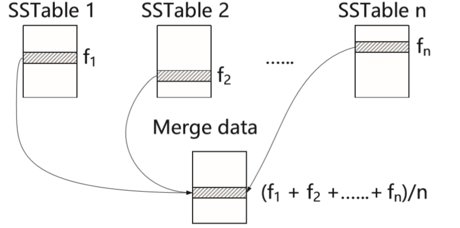 SSTable 1
SSTable 2
SSTable n
f₁
f₂
......
fₙ
Merge data
(f₁ + f₂ +......+ fₙ)/n